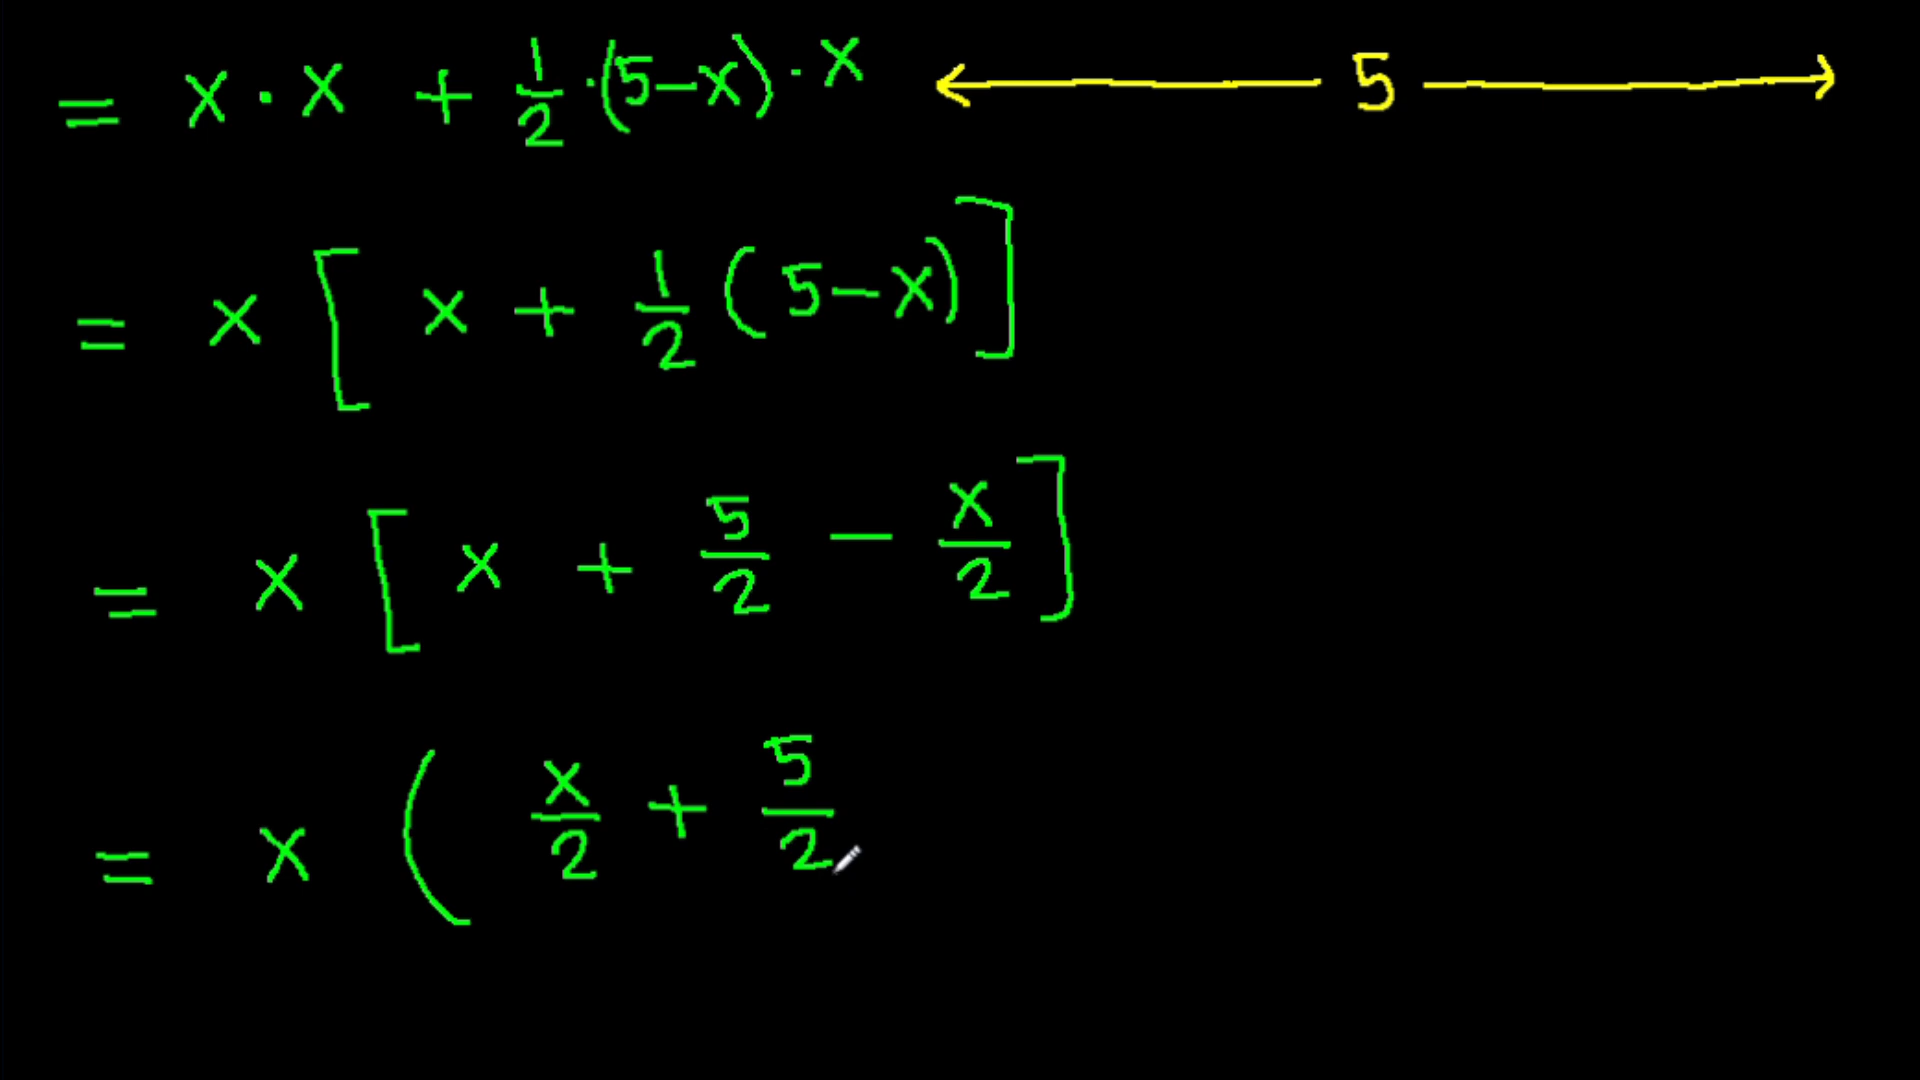 = x · x + 1/2 · (5 - x) · x
5
= x [ x + 1/2 (5 - x) ]
= x [ x + 5/2 - x/2 ]
= x ( x/2 + 5/2